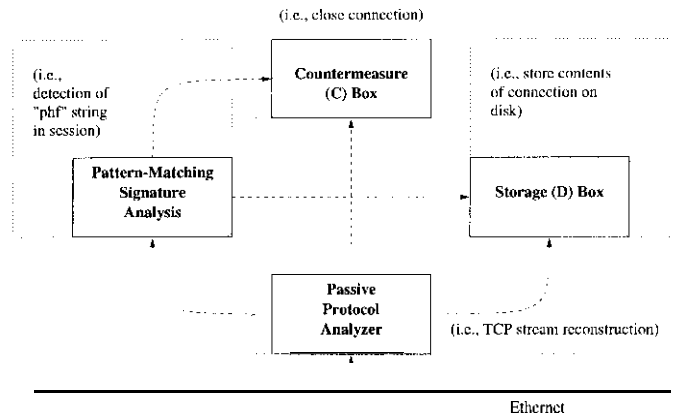 (i.e., close connection)
Countermeasure
(C) Box
(i.e.,
detection of
"phf" string
in session)
(i.e., store contents
of connection on
disk)
Pattern-Matching
Signature
Analysis
Storage (D) Box
Passive
Protocol
Analyzer
(i.e., TCP stream reconstruction)
Ethernet